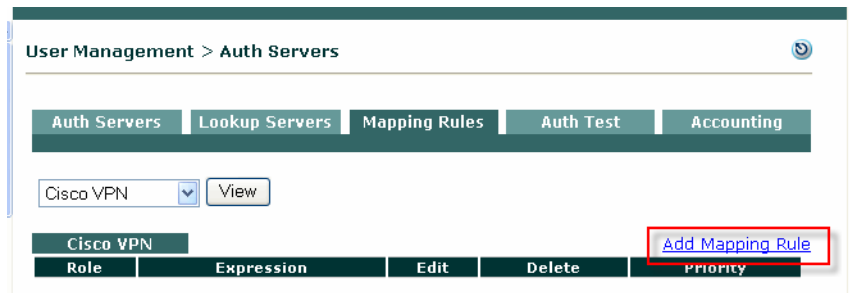 User Management > Auth Servers
Auth Servers Lookup Servers Mapping Rules Auth Test Accounting
Cisco VPN View
Cisco VPN Add Mapping Rule
Role Expression Edit Delete Priority